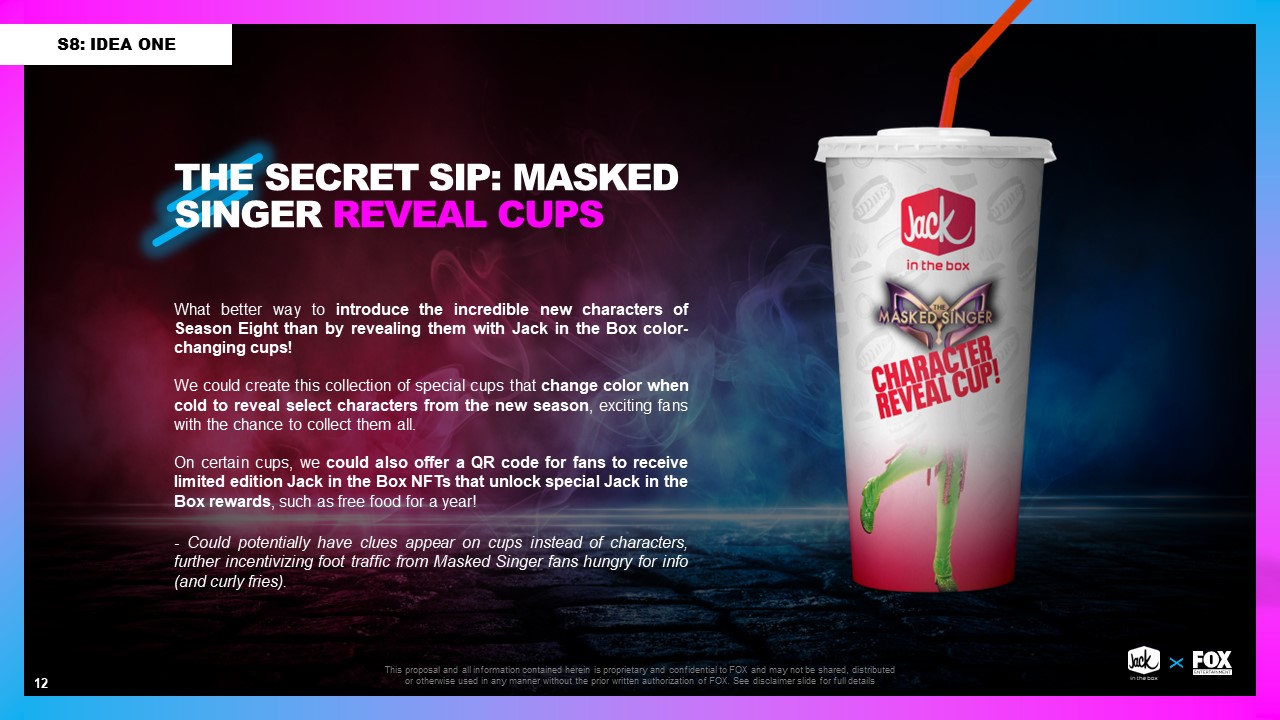 S8: IDEA ONE
THE SECRET SIP: MASKED
SINGER REVEAL CUPS
What better way to introduce the incredible new characters of
Season Eight than by revealing them with Jack in the Box color-
changing cups!
We could create this collection of special cups that change color when
cold to reveal select characters from the new season, exciting fans
with the chance to collect them all.
On certain cups, we could also offer a QR code for fans to receive
limited edition Jack in the Box NFTs that unlock special Jack in the
Box rewards, such as free food for a year!
- Could potentially have clues appear on cups instead of characters,
further incentivizing foot traffic from Masked Singer fans hungry for info
(and curly fries).
Jack
in the box
THE
MASKED SINGER
CHARACTER
REVEAL CUP!
This proposal and all information contained herein is proprietary and confidential to FOX and may not be shared, distributed
or otherwise used in any manner without the prior written authorization of FOX. See disclaimer slide for full details
Jack
in the box
X
FOX
ENTERTAINMENT
12